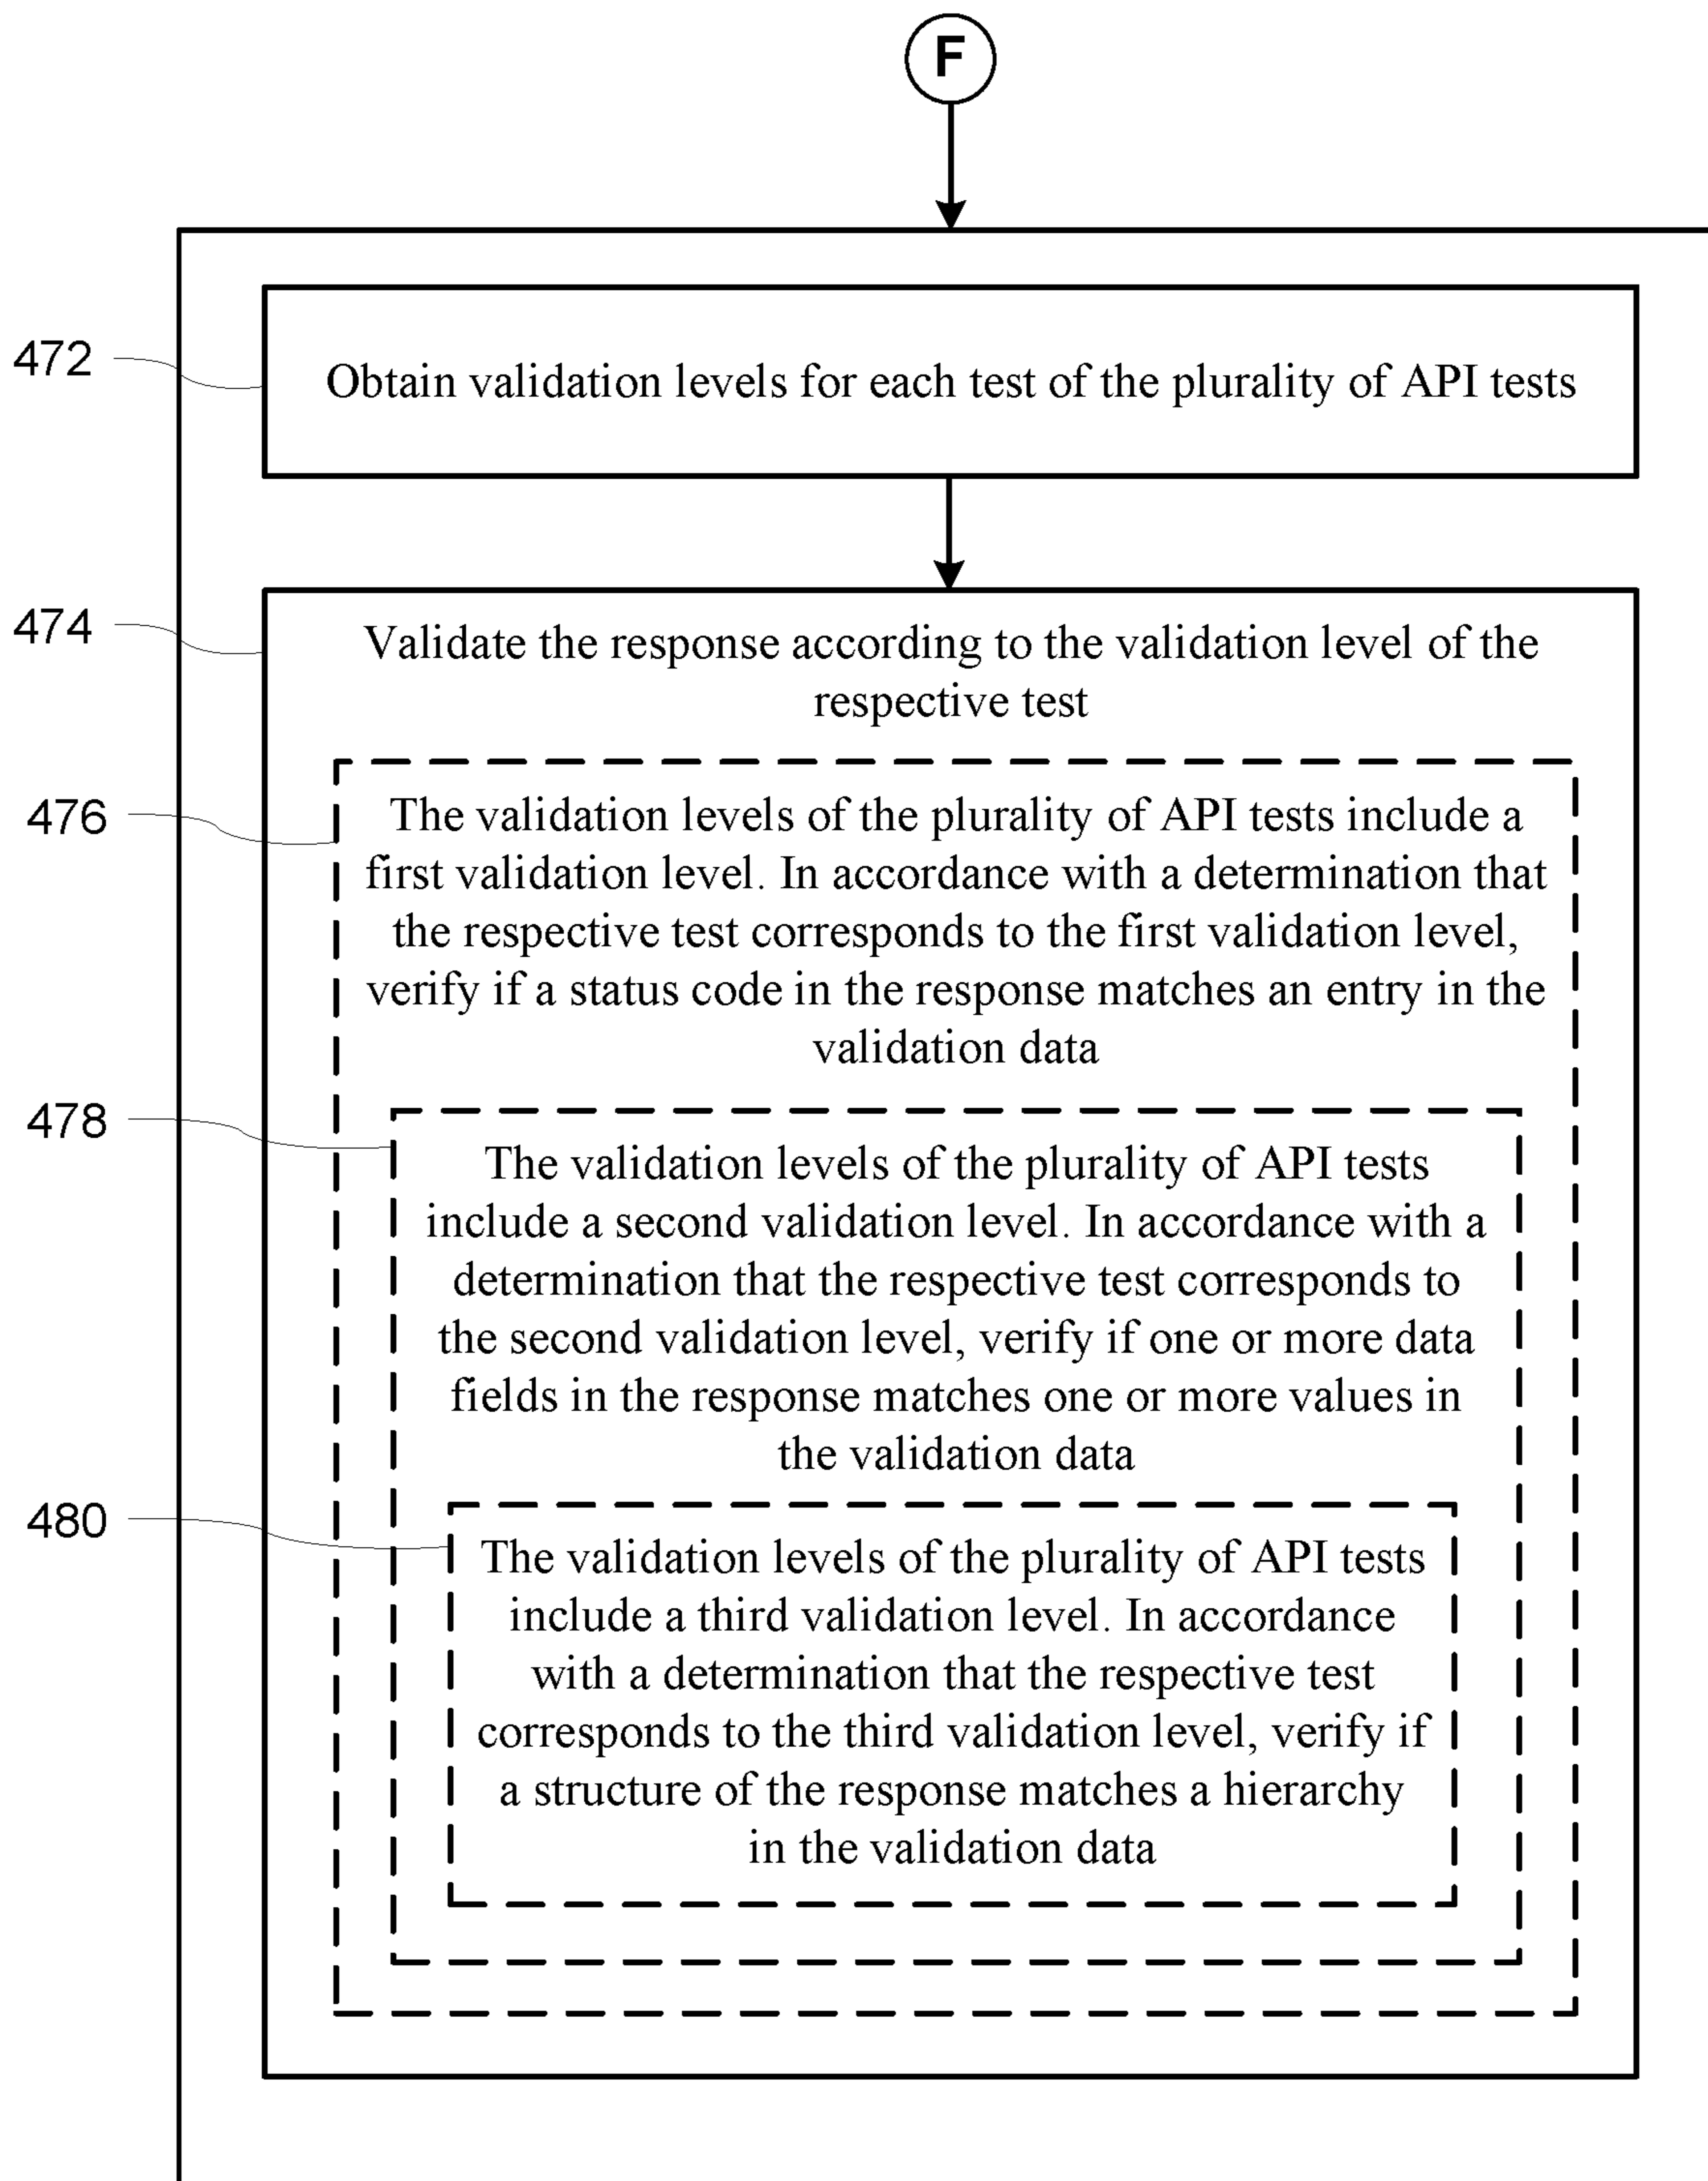 F
472
Obtain validation levels for each test of the plurality of API tests
474
Validate the response according to the validation level of the
respective test
476
The validation levels of the plurality of API tests include a
first validation level. In accordance with a determination that
the respective test corresponds to the first validation level,
verify if a status code in the response matches an entry in the
validation data
478
The validation levels of the plurality of API tests
include a second validation level. In accordance with a
determination that the respective test corresponds to
the second validation level, verify if one or more data
fields in the response matches one or more values in
the validation data
480
The validation levels of the plurality of API tests
include a third validation level. In accordance
with a determination that the respective test
corresponds to the third validation level, verify if
a structure of the response matches a hierarchy
in the validation data